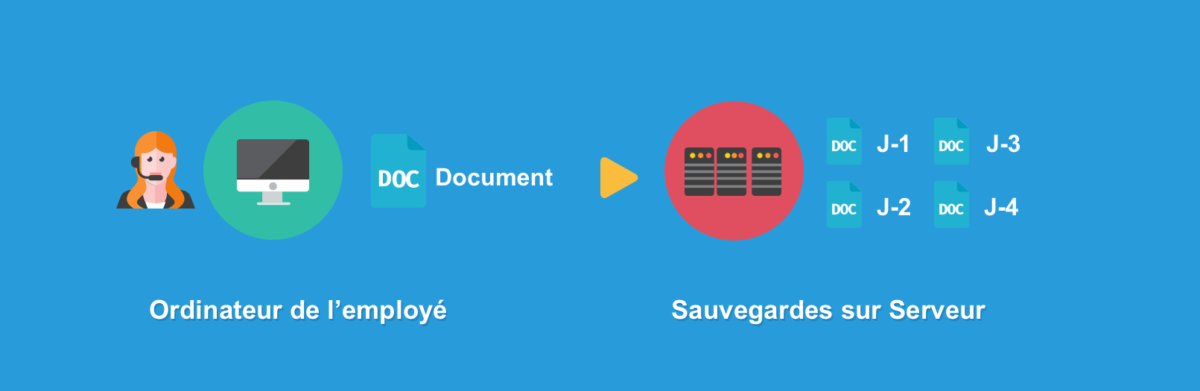 DOC Document
DOC J-1 DOC J-3
DOC J-2 DOC J-4
Ordinateur de l’employé
Sauvegardes sur Serveur